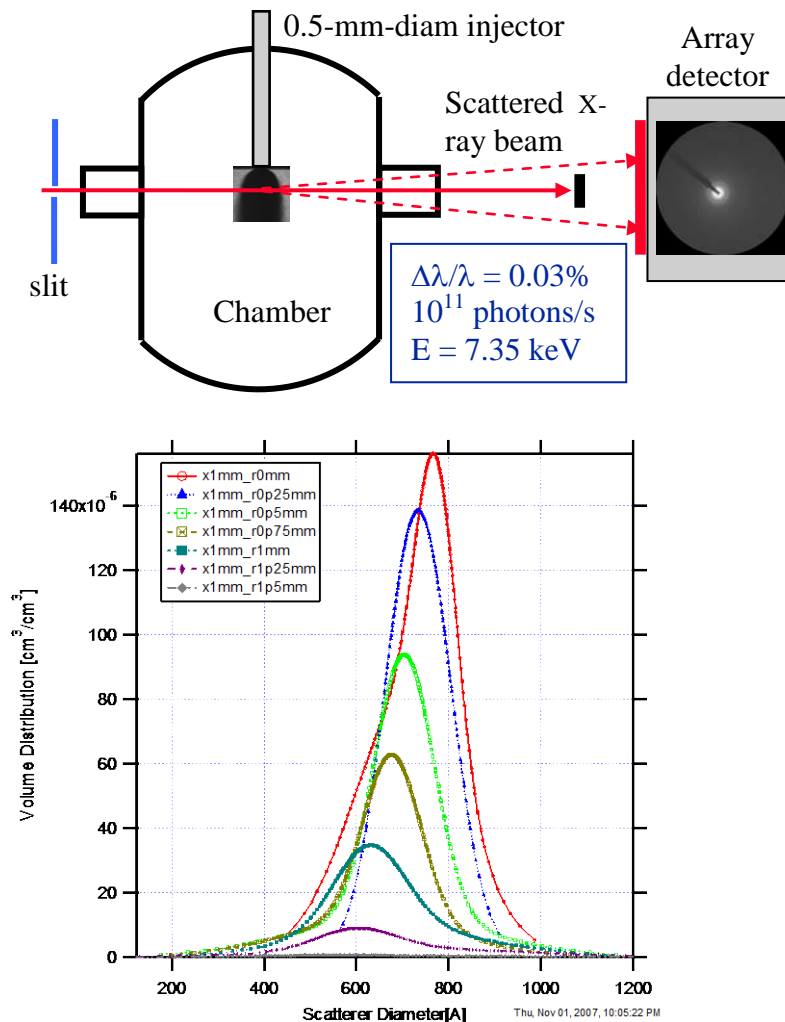 0.5-mm-diam injector
Array
detector
Scattered X-
ray beam
slit
Chamber
Δλ/λ = 0.03%
10¹¹ photons/s
E = 7.35 keV
x1mm_r0mm
x1mm_r0p25mm
x1mm_r0p5mm
x1mm_r0p75mm
x1mm_r1mm
x1mm_r1p25mm
x1mm_r1p5mm
140x10⁻⁶
120
100
80
60
40
20
0
Volume Distribution [cm³/cm³]
200 400 600 800 1000 1200
Scatterer Diameter[A]
Thu, Nov 01, 2007, 10:05:22 PM